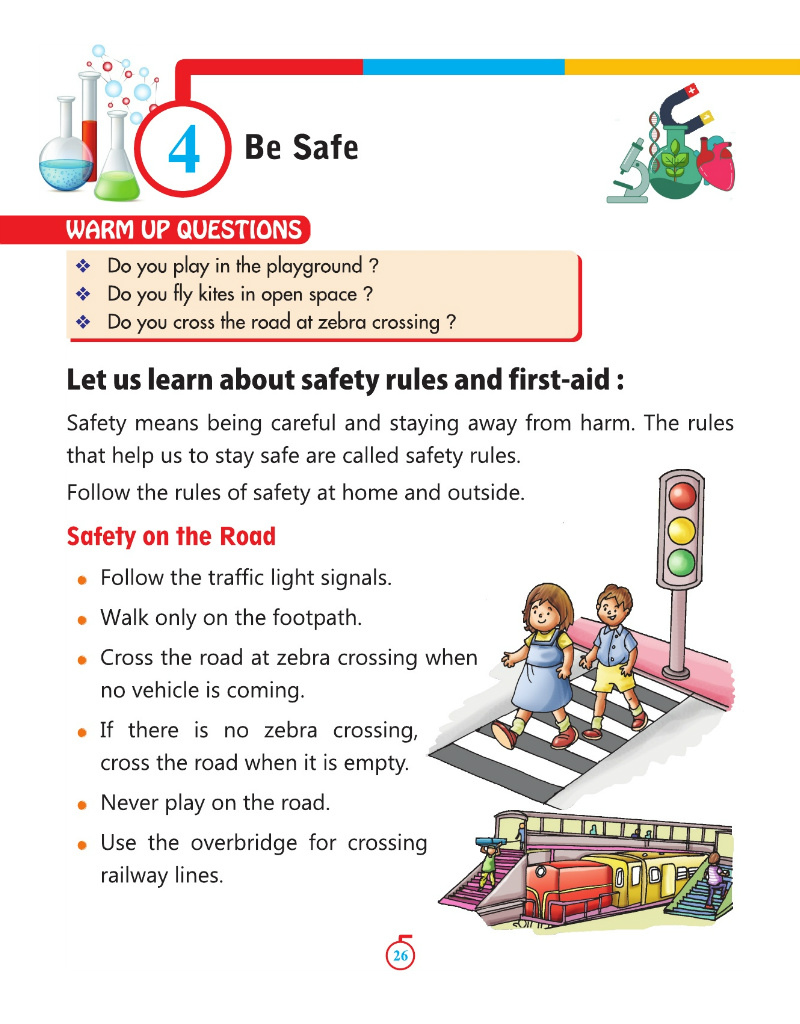 4
Be Safe
WARM UP QUESTIONS
❖ Do you play in the playground ?
❖ Do you fly kites in open space ?
❖ Do you cross the road at zebra crossing ?
Let us learn about safety rules and first-aid :
Safety means being careful and staying away from harm. The rules
that help us to stay safe are called safety rules.
Follow the rules of safety at home and outside.
Safety on the Road
• Follow the traffic light signals.
• Walk only on the footpath.
• Cross the road at zebra crossing when
no vehicle is coming.
• If there is no zebra crossing,
cross the road when it is empty.
• Never play on the road.
• Use the overbridge for crossing
railway lines.
26